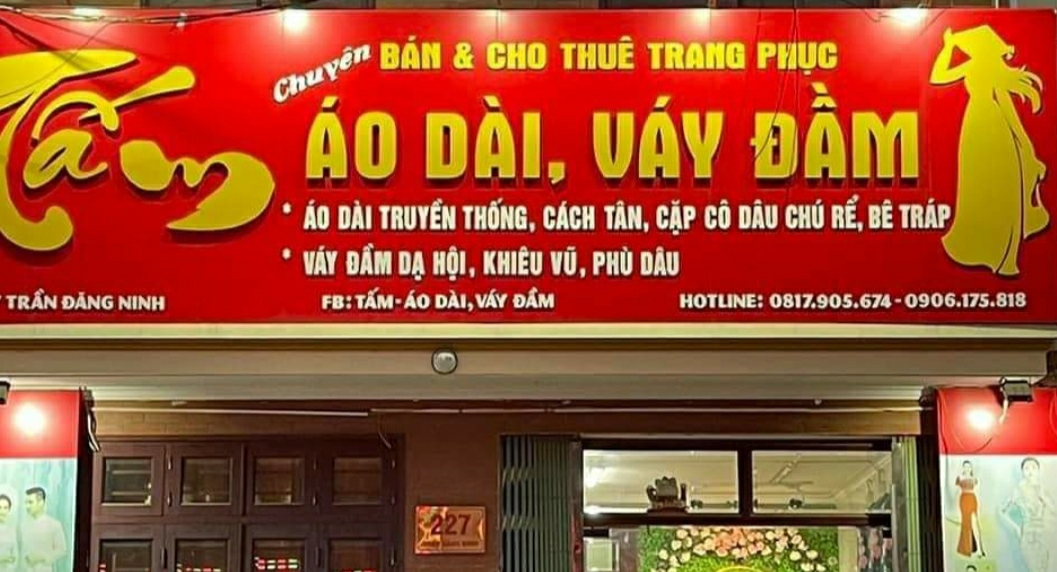 Tấm
Chuyên BÁN & CHO THUÊ TRANG PHỤC
ÁO DÀI, VÁY ĐẦM
* ÁO DÀI TRUYỀN THỐNG, CÁCH TÂN, CẶP CÔ DÂU CHÚ RỂ, BÊ TRÁP
* VÁY ĐẦM DẠ HỘI, KHIÊU VŨ, PHÙ DÂU
TRẦN ĐĂNG NINH FB: TẤM-ÁO DÀI, VÁY ĐẦM HOTLINE: 0817.905.674 - 0906.175.818
227